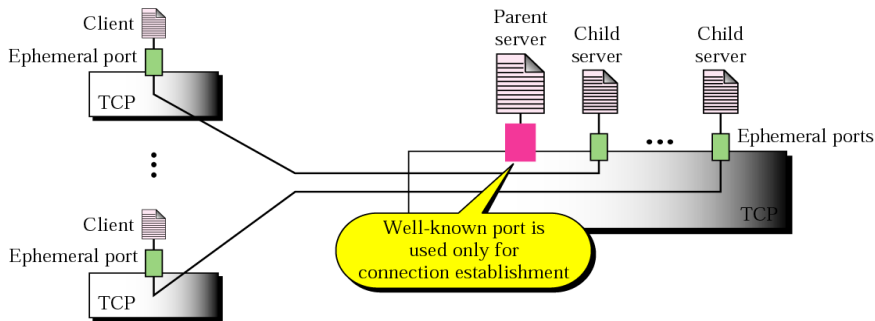 Client
Ephemeral port
TCP
Parent
server
Child
server
Child
server
Ephemeral ports
TCP
Well-known port is
used only for
connection establishment
Client
Ephemeral port
TCP